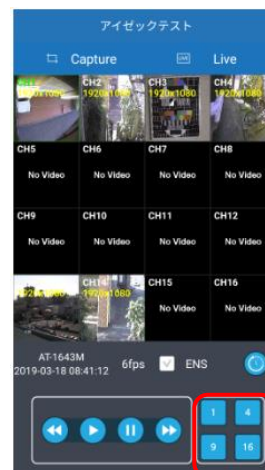 アイゼックテスト
Capture
LIVE
Live
CH2
CH3
CH4
1920x1080
1920x1080
1920x1080
CH5
CH6
CH7
CH8
No Video
No Video
No Video
No Video
CH9
CH10
CH11
CH12
No Video
No Video
No Video
No Video
CH14
CH15
CH16
1920x1080
No Video
No Video
AT-1643M
2019-03-18 08:41:12
6fps
ENS
1
4
9
16